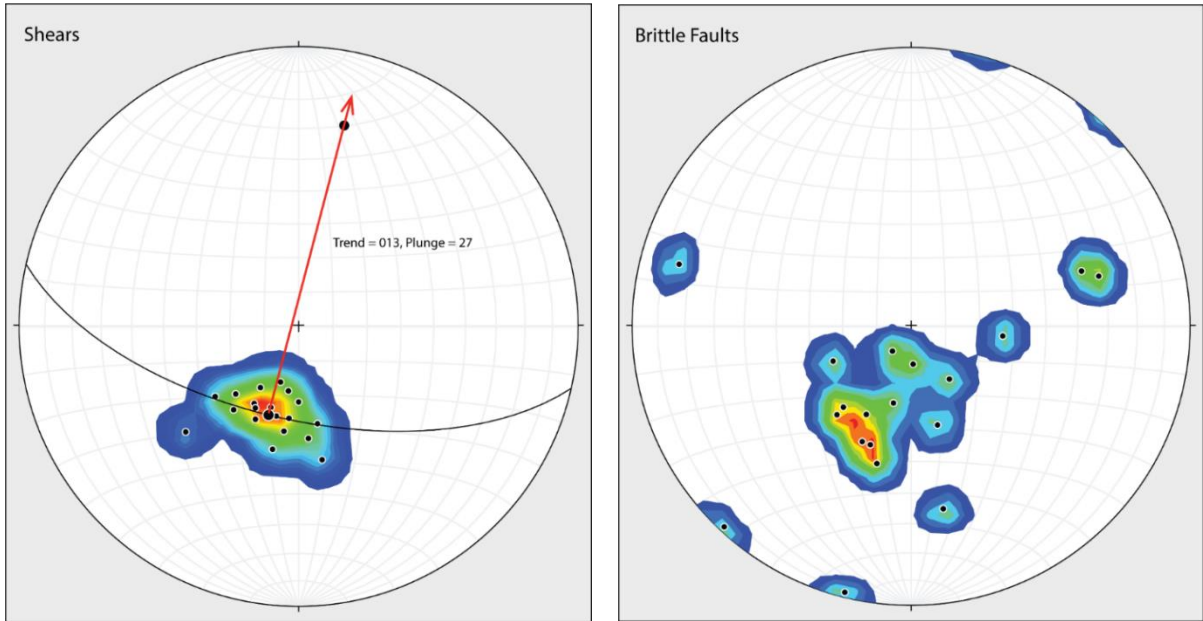 Shears
Trend = 013, Plunge = 27
Brittle Faults